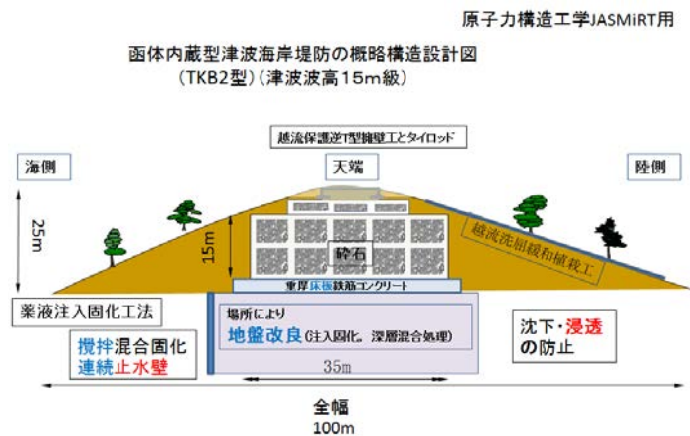 原子力構造工学JASMiRT用
函体内蔵型津波海岸堤防の概略構造設計図
(TKB2型)(津波波高15m級)
越流保護逆T型擁壁工とタイロッド
海側
天端
陸側
25m
15m
砕石
越流洗掘緩和植栽工
重厚床板鉄筋コンクリート
薬液注入固化工法
場所により
地盤改良(注入固化，深層混合処理)
攪拌混合固化
連続止水壁
沈下・浸透
の防止
35m
全幅
100m